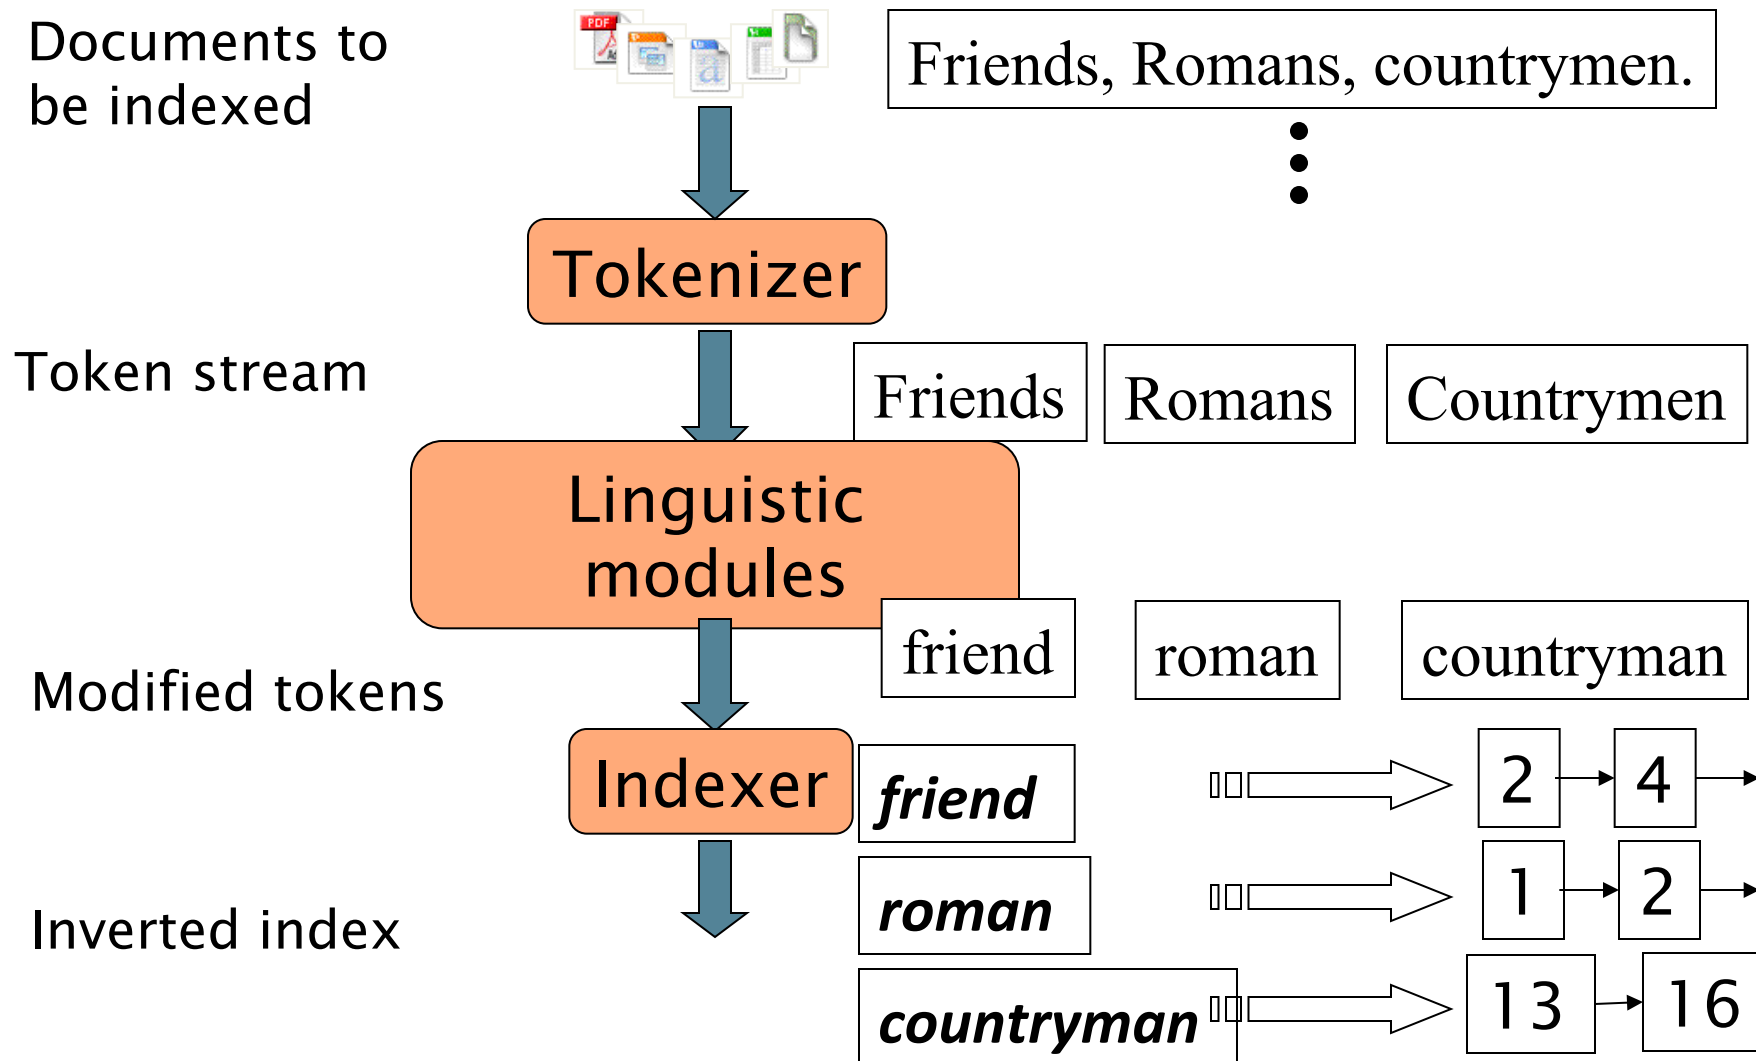 Documents to
be indexed
PDF
a
Friends, Romans, countrymen.
Tokenizer
Token stream
Friends
Romans
Countrymen
Linguistic
modules
friend
roman
countryman
Modified tokens
Indexer
friend
2
4
roman
1
2
Inverted index
countryman
13
16